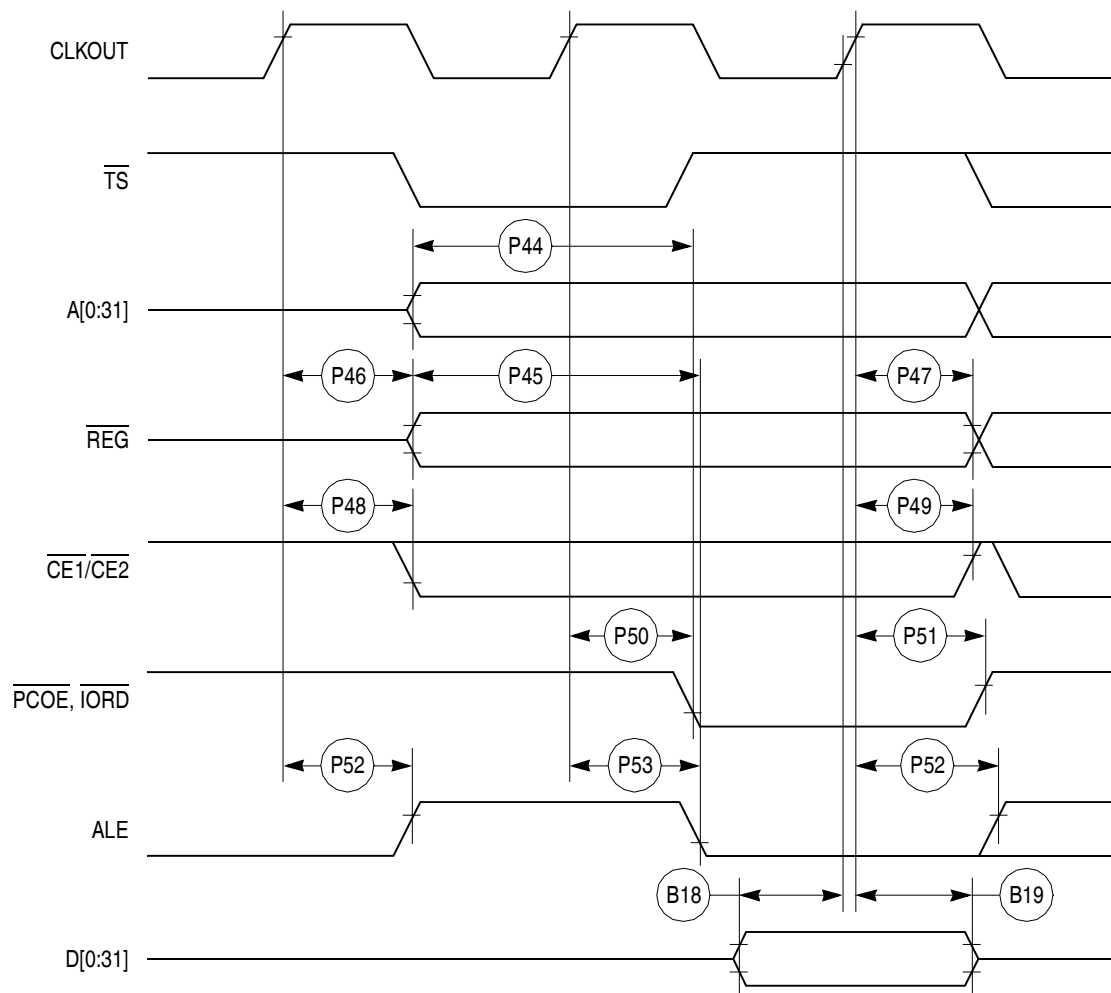 CLKOUT
TS
P44
A[0:31]
P46 P45 P47
REG
P48 P49
CE1/CE2
P50 P51
PCOE, IORD
P52 P53 P52
ALE
B18 B19
D[0:31]